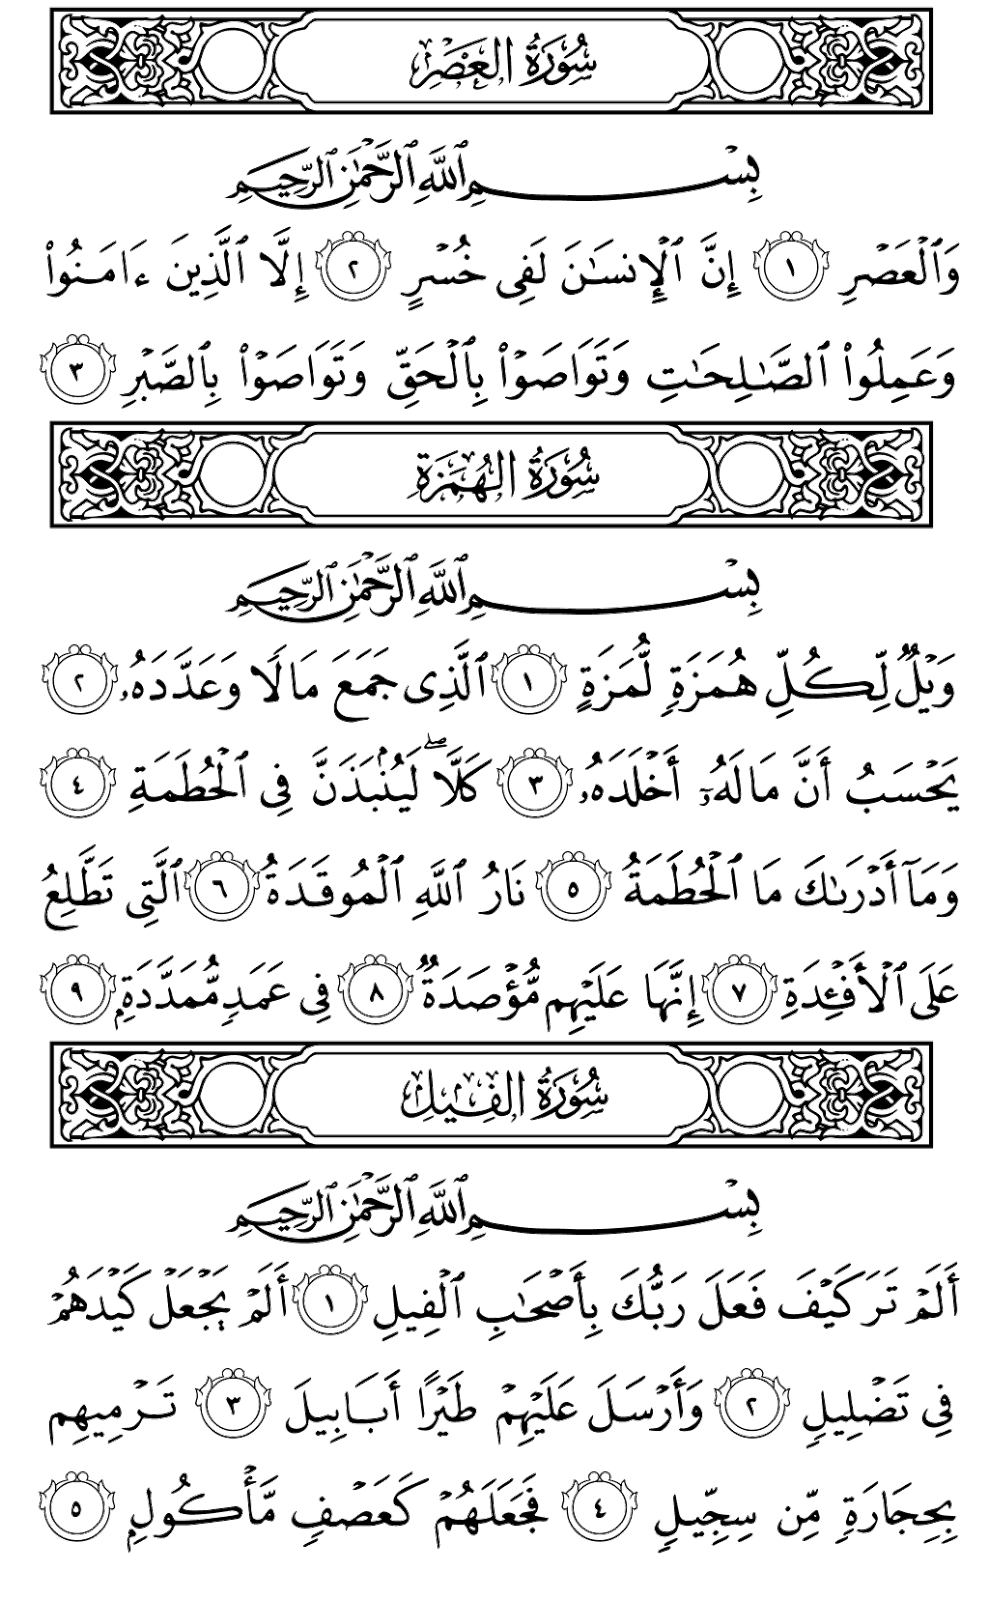 سُورَةُ العَصْرِ
بِسْمِ ٱللَّهِ ٱلرَّحْمَٰنِ ٱلرَّحِيمِ
وَٱلْعَصْرِ ١ إِنَّ ٱلْإِنسَٰنَ لَفِى خُسْرٍ ٢ إِلَّا ٱلَّذِينَ ءَامَنُوا۟
وَعَمِلُوا۟ ٱلصَّٰلِحَٰتِ وَتَوَاصَوْا۟ بِٱلْحَقِّ وَتَوَاصَوْا۟ بِٱلصَّبْرِ ٣
سُورَةُ الهُمَزَةِ
بِسْمِ ٱللَّهِ ٱلرَّحْمَٰنِ ٱلرَّحِيمِ
وَيْلٌ لِّكُلِّ هُمَزَةٍ لُّمَزَةٍ ١ ٱلَّذِى جَمَعَ مَالًا وَعَدَّدَهُۥ ٢
يَحْسَبُ أَنَّ مَالَهُۥٓ أَخْلَدَهُۥ ٣ كَلَّا ۖ لَيُنۢبَذَنَّ فِى ٱلْحُطَمَةِ ٤
وَمَآ أَدْرَىٰكَ مَا ٱلْحُطَمَةُ ٥ نَارُ ٱللَّهِ ٱلْمُوقَدَةُ ٦ ٱلَّتِى تَطَّلِعُ
عَلَى ٱلْأَفْـِٔدَةِ ٧ إِنَّهَا عَلَيْهِم مُّؤْصَدَةٌ ٨ فِى عَمَدٍ مُّمَدَّدَةٍۭ ٩
سُورَةُ الفِيلِ
بِسْمِ ٱللَّهِ ٱلرَّحْمَٰنِ ٱلرَّحِيمِ
أَلَمْ تَرَ كَيْفَ فَعَلَ رَبُّكَ بِأَصْحَٰبِ ٱلْفِيلِ ١ أَلَمْ يَجْعَلْ كَيْدَهُمْ
فِى تَضْلِيلٍ ٢ وَأَرْسَلَ عَلَيْهِمْ طَيْرًا أَبَابِيلَ ٣ تَرْمِيهِم
بِحِجَارَةٍ مِّن سِجِّيلٍ ٤ فَجَعَلَهُمْ كَعَصْفٍ مَّأْكُولٍۭ ٥